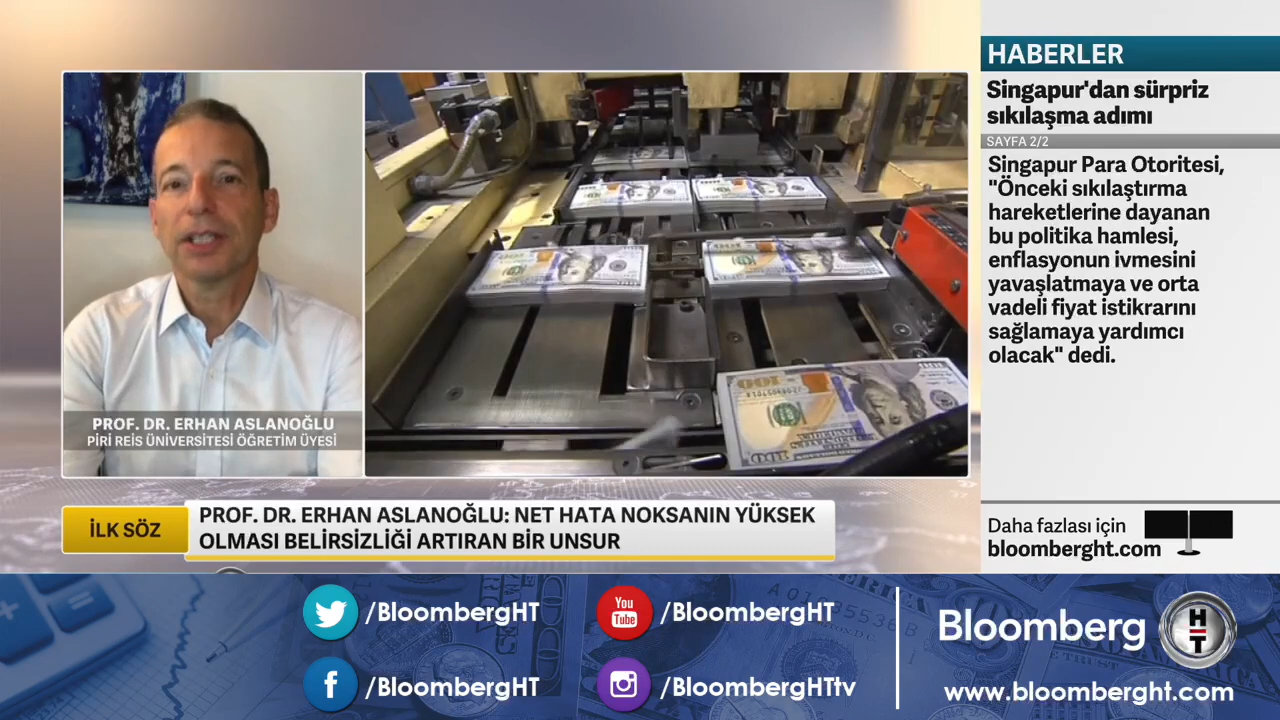 HABERLER
Singapur'dan sürpriz
sıkılaşma adımı
SAYFA 2/2
Singapur Para Otoritesi,
"Önceki sıkılaştırma
hareketlerine dayanan
bu politika hamlesi,
enflasyonun ivmesini
yavaşlatmaya ve orta
vadeli fiyat istikrarını
sağlamaya yardımcı
olacak" dedi.
Daha fazlası için
bloomberght.com
PROF. DR. ERHAN ASLANOĞLU
PİRİ REİS ÜNİVERSİTESİ ÖĞRETİM ÜYESİ
İLK SÖZ
PROF. DR. ERHAN ASLANOĞLU: NET HATA NOKSANIN YÜKSEK
OLMASI BELİRSİZLİĞİ ARTIRAN BİR UNSUR
/BloombergHT
You Tube
/BloombergHT
f
/BloombergHT
/BloombergHTtv
Bloomberg HT
www.bloomberght.com